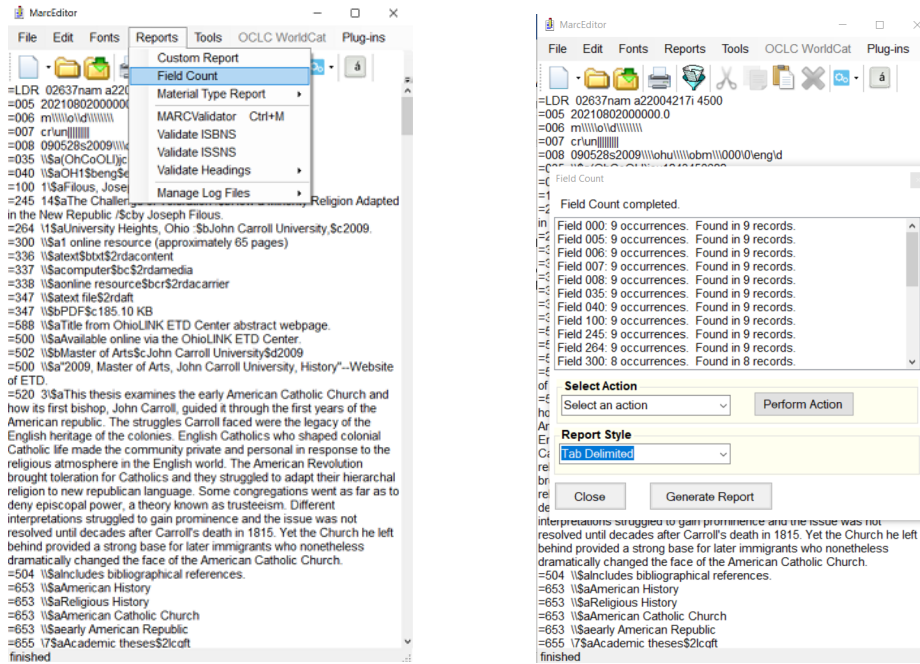 MarcEditor
File Edit Fonts Reports Tools OCLC WorldCat Plug-ins
Custom Report
Field Count
Material Type Report
MARCValidator Ctrl+M
Validate ISBNS
Validate ISSNS
Validate Headings
Manage Log Files
á
=LDR 02637nam a220
=005 20210802000000
=006 m\\\\\o\\d\\\\\\\\
=007 cr\un||||||||
=008 090528s2009\\\\
=035 \\$a(OhCoOLI)jc
=040 \\$aOH1$beng$e
=100 1\$aFilous, Josep
=245 14$aThe Challeng Religion Adapted
in the New Republic /$cby Joseph Filous.
=264 \1$aUniversity Heights, Ohio :$bJohn Carroll University,$c2009.
=300 \\$a1 online resource (approximately 65 pages)
=336 \\$atext$btxt$2rdacontent
=337 \\$acomputer$bc$2rdamedia
=338 \\$aonline resource$bcr$2rdacarrier
=347 \\$atext file$2rdaft
=347 \\$bPDF$c185.10 KB
=588 \\$aTitle from OhioLINK ETD Center abstract webpage.
=500 \\$aAvailable online via the OhioLINK ETD Center.
=502 \\$bMaster of Arts$cJohn Carroll University$d2009
=500 \\$a"2009, Master of Arts, John Carroll University, History"--Website
of ETD.
=520 3\$aThis thesis examines the early American Catholic Church and
how its first bishop, John Carroll, guided it through the first years of the
American republic. The struggles Carroll faced were the legacy of the
English heritage of the colonies. English Catholics who shaped colonial
Catholic life made the community private and personal in response to the
religious atmosphere in the English world. The American Revolution
brought toleration for Catholics and they struggled to adapt their hierarchal
religion to new republican language. Some congregations went as far as to
deny episcopal power, a theory known as trusteeism. Different
interpretations struggled to gain prominence and the issue was not
resolved until decades after Carroll's death in 1815. Yet the Church he left
behind provided a strong base for later immigrants who nonetheless
dramatically changed the face of the American Catholic Church.
=504 \\$aIncludes bibliographical references.
=653 \\$aAmerican History
=653 \\$aReligious History
=653 \\$aAmerican Catholic Church
=653 \\$aearly American Republic
=655 \7$aAcademic theses$2lcgft
finished
MarcEditor
File Edit Fonts Reports Tools OCLC WorldCat Plug-ins
á
=LDR 02637nam a22004217i 4500
=005 20210802000000.0
=006 m\\\\\o\\d\\\\\\\\
=007 cr\un||||||||
=008 090528s2009\\\\ohu\\\\\obm\\\000\0\eng\d
Field Count
Field Count completed.
Field 000: 9 occurrences. Found in 9 records.
Field 005: 9 occurrences. Found in 9 records.
Field 006: 9 occurrences. Found in 9 records.
Field 007: 9 occurrences. Found in 9 records.
Field 008: 9 occurrences. Found in 9 records.
Field 035: 9 occurrences. Found in 9 records.
Field 040: 9 occurrences. Found in 9 records.
Field 100: 9 occurrences. Found in 9 records.
Field 245: 9 occurrences. Found in 9 records.
Field 264: 9 occurrences. Found in 9 records.
Field 300: 8 occurrences. Found in 8 records.
Select Action
Select an action Perform Action
Report Style
Tab Delimited
Close Generate Report
interpretations struggled to gain prominence and the issue was not
resolved until decades after Carroll's death in 1815. Yet the Church he left
behind provided a strong base for later immigrants who nonetheless
dramatically changed the face of the American Catholic Church.
=504 \\$aIncludes bibliographical references.
=653 \\$aAmerican History
=653 \\$aReligious History
=653 \\$aAmerican Catholic Church
=653 \\$aearly American Republic
=655 \7$aAcademic theses$2lcgft
finished